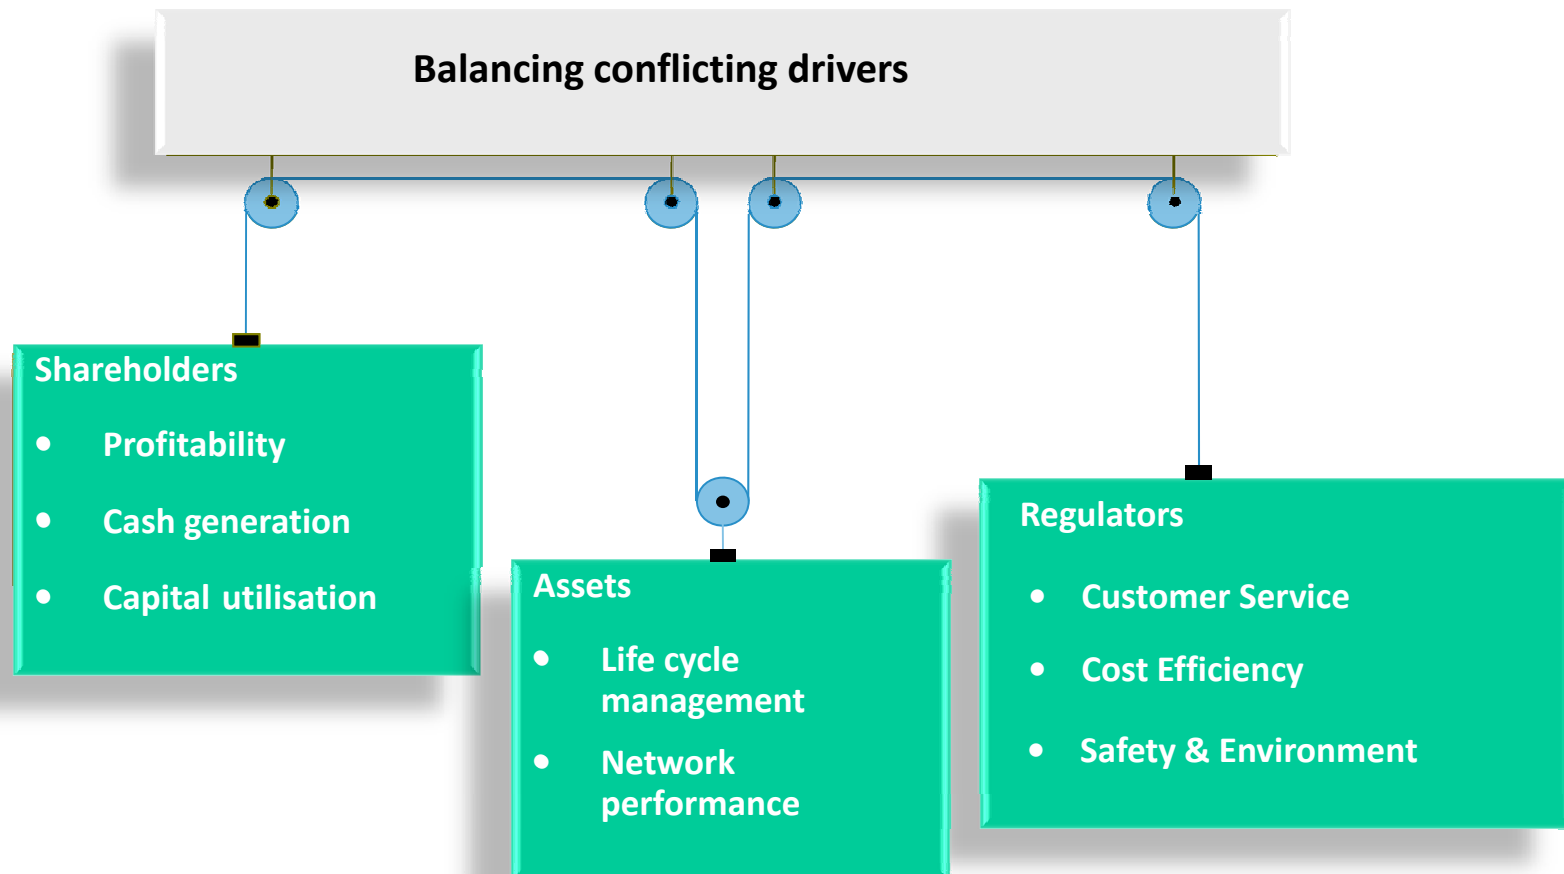 Balancing conflicting drivers
Shareholders
• Profitability
• Cash generation
• Capital utilisation
Assets
• Life cycle
management
• Network
performance
Regulators
• Customer Service
• Cost Efficiency
• Safety & Environment